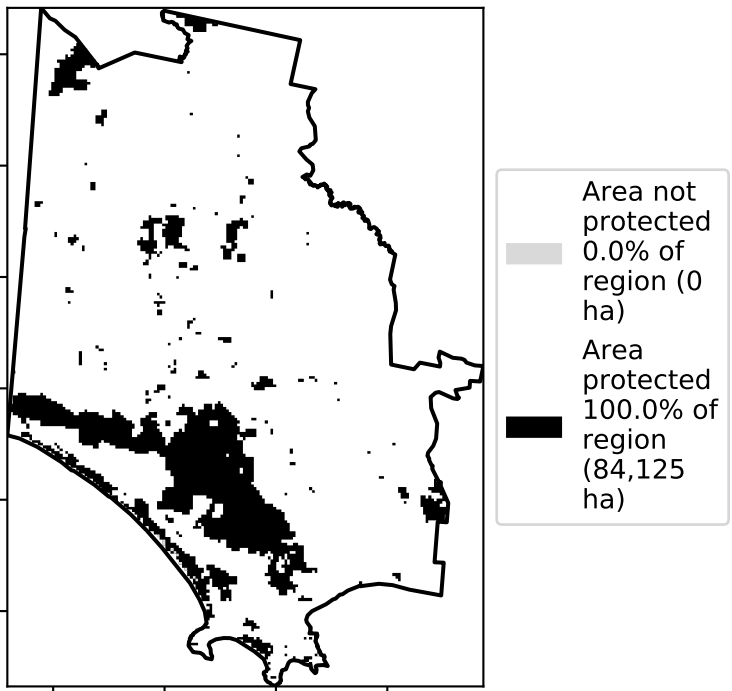 Area not
protected
0.0% of
region (0
ha)
Area
protected
100.0% of
region
(84,125
ha)